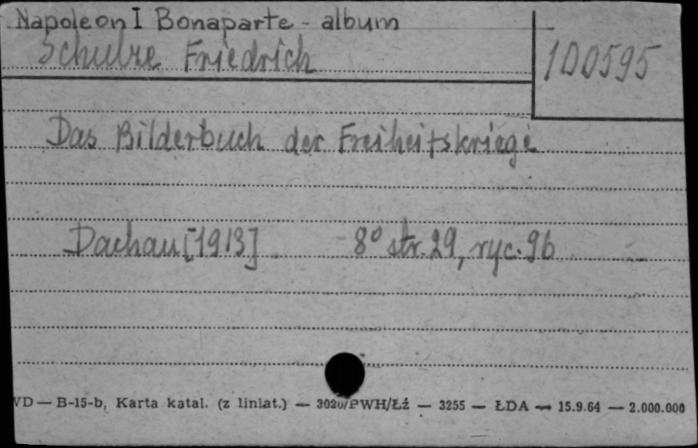 Napoleon I Bonaparte - album
Schulze Friedrich
100595
Das Bilderbuch der Freiheitskriege
Dachau [1913] 8° str. 29, ryc. 96
VD — B-15-b, Karta katal. (z liniat.) — 3020/PWH/Łź — 3255 — ŁDA — 15.9.64 — 2.000.000